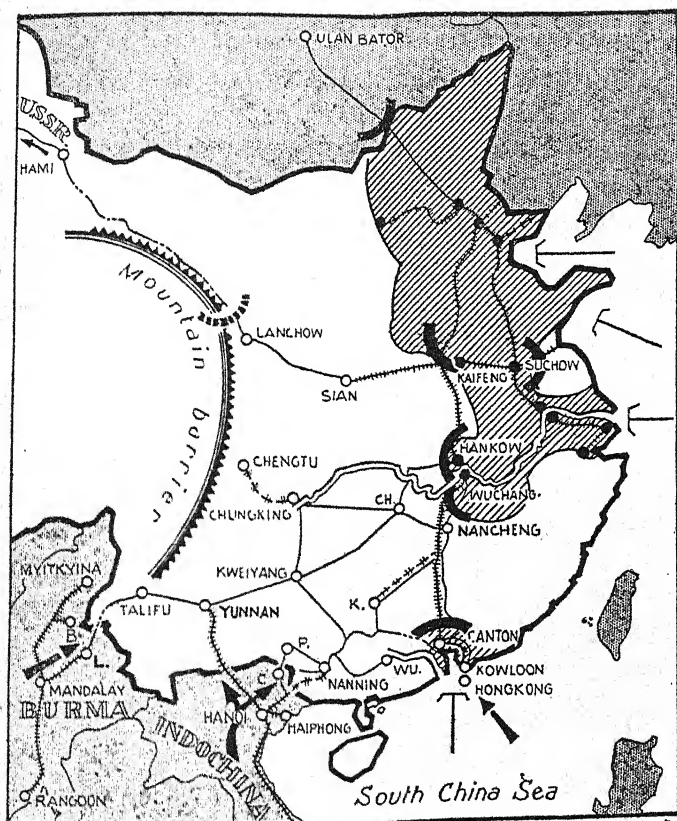 ULAN BATOR
USSR
HAMI
Mountain barrier
LANCHOW
SIAN
KAIFENG
SUCHOW
CHENGTU
HANKOW
CHUNGKING
CH.
WUCHANG
NANCHENG
MYITKYINA
KWEIYANG
TALIFU
YUNNAN
K.
B.
L.
P.
CANTON
C.
NANNING
WU.
KOWLOON
HONGKONG
MANDALAY
BURMA
HANOI
HAIPHONG
INDOCHINA
RANGOON
South China Sea